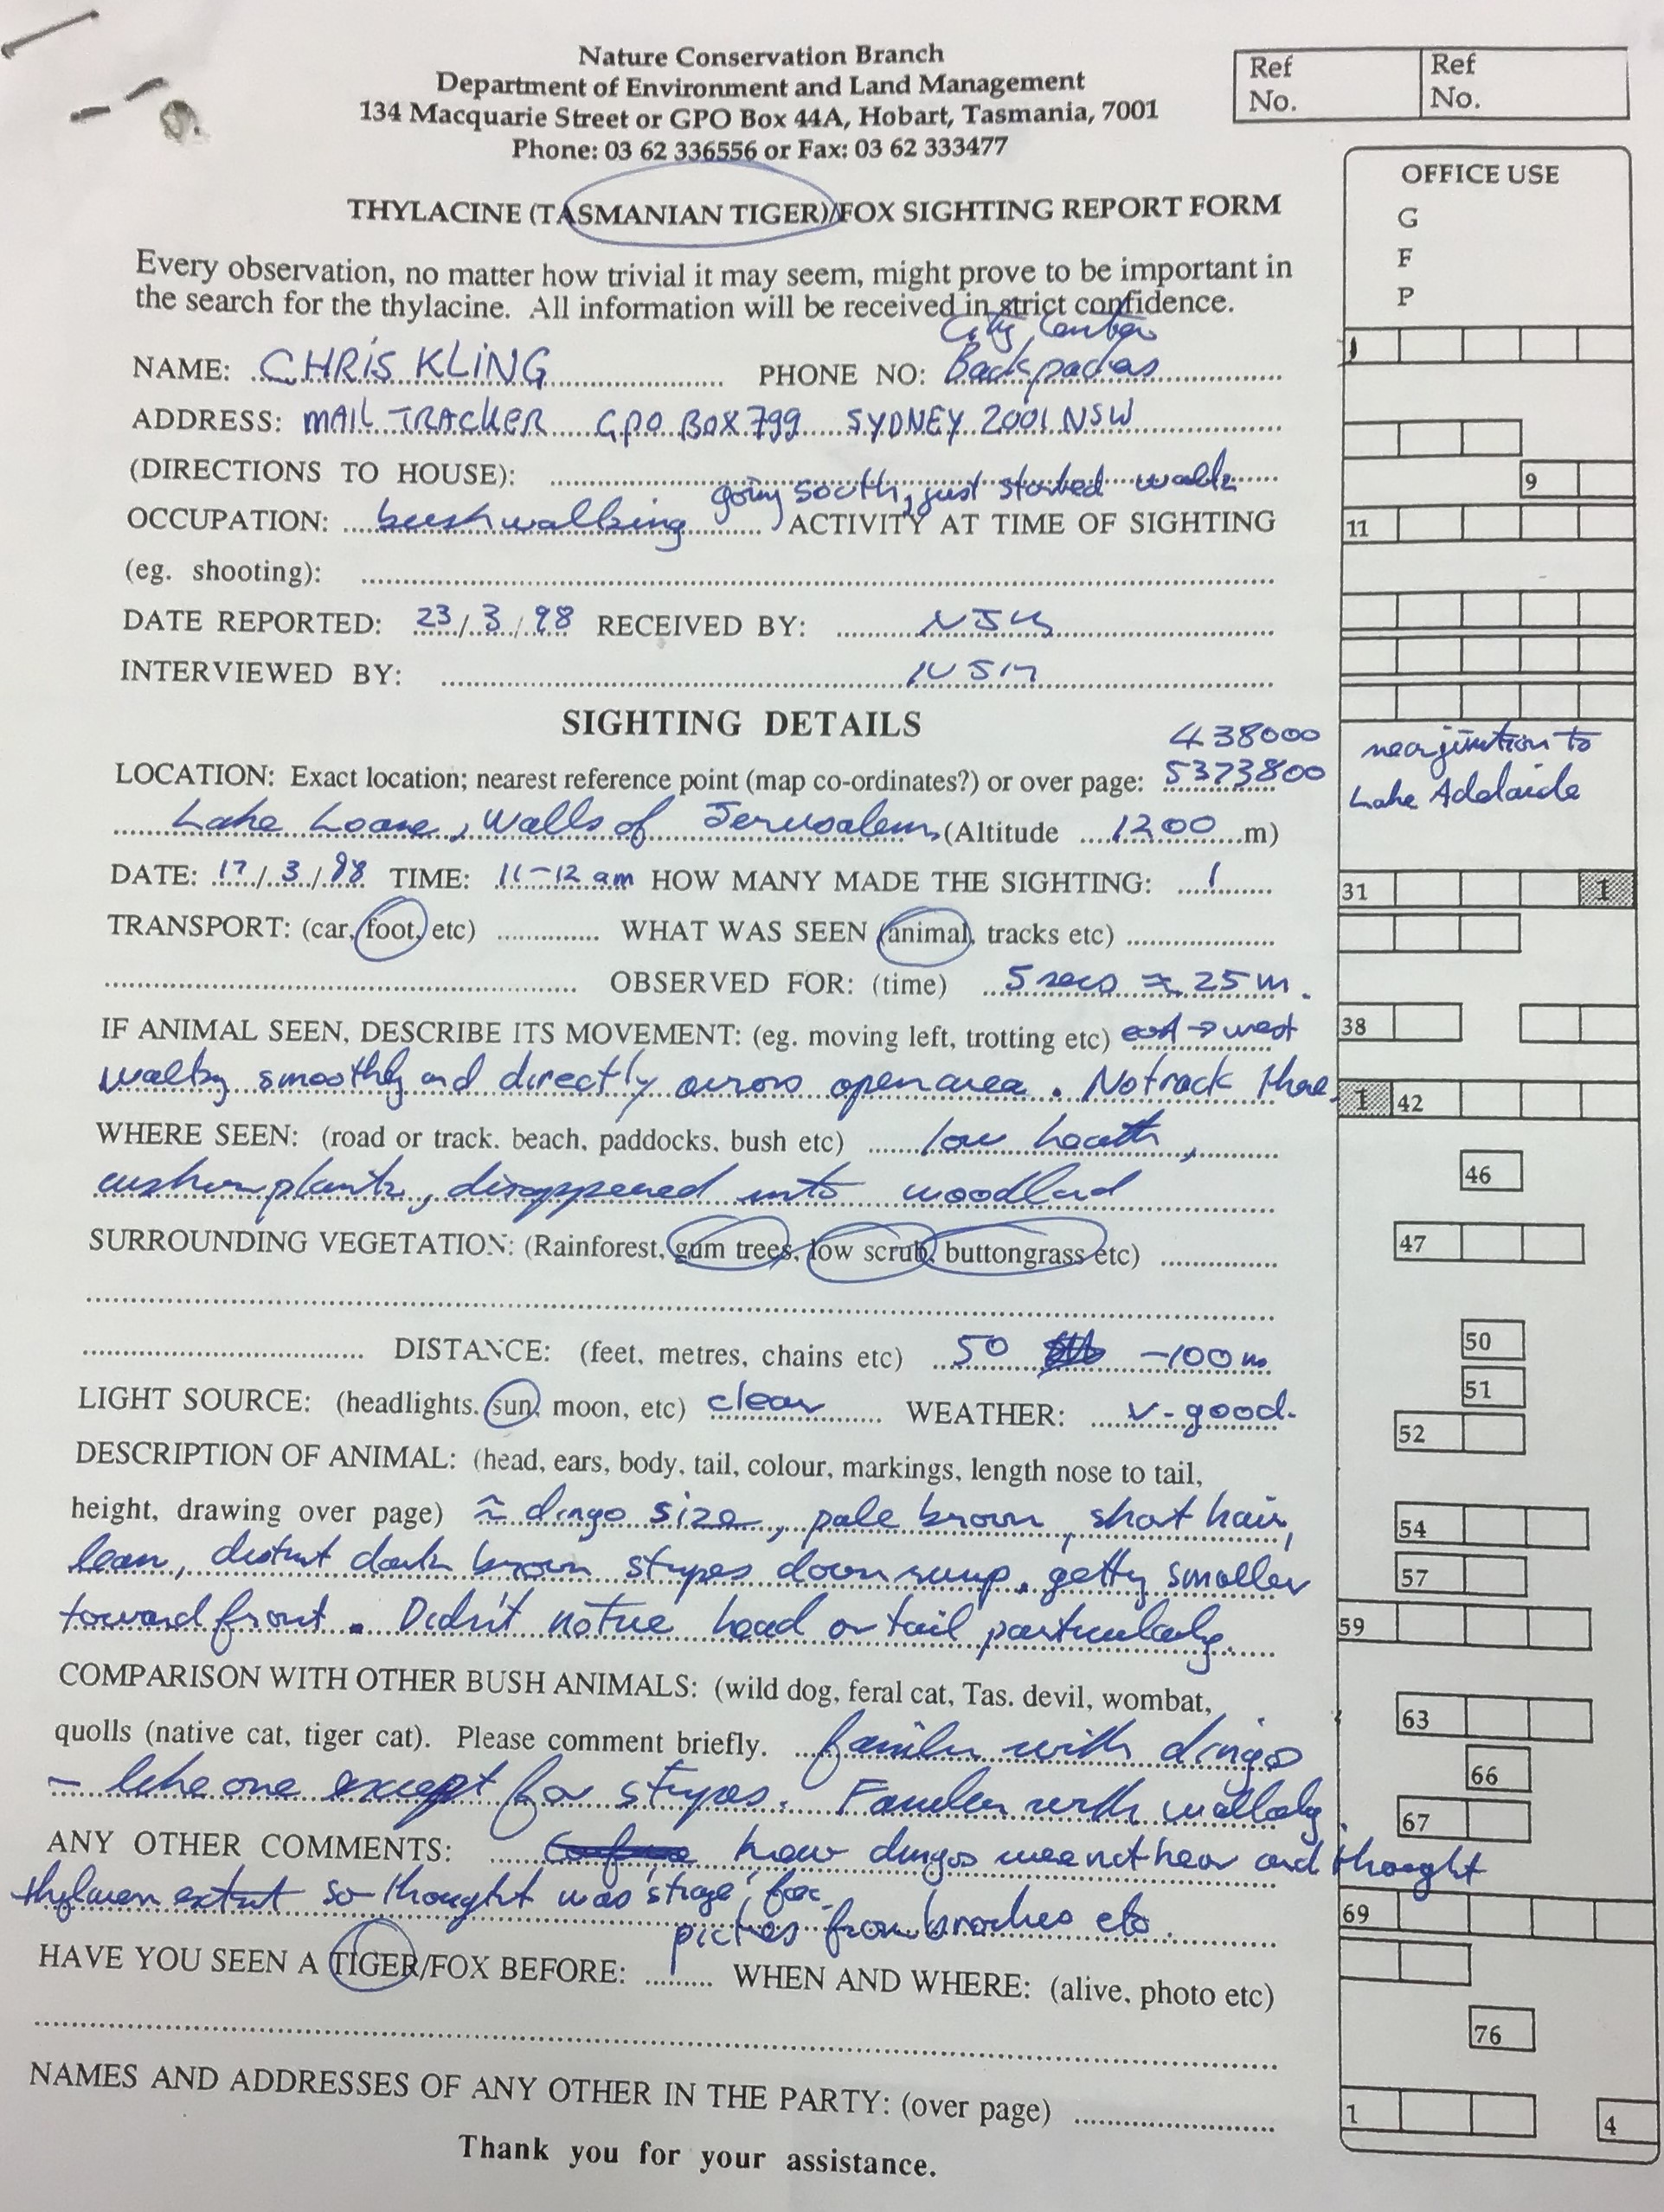 Nature Conservation Branch
Department of Environment and Land Management
134 Macquarie Street or GPO Box 44A, Hobart, Tasmania, 7001
Phone: 03 62 336556 or Fax: 03 62 333477
Ref No.
Ref No.
THYLACINE (TASMANIAN TIGER)/FOX SIGHTING REPORT FORM
Every observation, no matter how trivial it may seem, might prove to be important in
the search for the thylacine. All information will be received in strict confidence.
City Center
NAME: CHRIS KLING PHONE NO: Backpackers
ADDRESS: MAIL TRACKER GPO BOX 799 SYDNEY 2001 NSW
(DIRECTIONS TO HOUSE):
going south, just started walk
OCCUPATION: bushwalking ACTIVITY AT TIME OF SIGHTING
(eg. shooting):
DATE REPORTED: 23/3/98 RECEIVED BY:
INTERVIEWED BY:
SIGHTING DETAILS
438000
LOCATION: Exact location; nearest reference point (map co-ordinates?) or over page: 5373800
Lake Loane, Walls of Jerusalem, (Altitude 1200 m)
DATE: 17/3/98 TIME: 11-12 am HOW MANY MADE THE SIGHTING: 1
TRANSPORT: (car, foot, etc) WHAT WAS SEEN (animal, tracks etc)
OBSERVED FOR: (time) 5 secs ≈ 25 m.
IF ANIMAL SEEN, DESCRIBE ITS MOVEMENT: (eg. moving left, trotting etc) east → west
walking smoothly and directly across open area. No track there.
WHERE SEEN: (road or track. beach, paddocks, bush etc) low heath,
cushion plants, disappeared into woodland
SURROUNDING VEGETATION: (Rainforest, gum trees, low scrub, buttongrass etc)
DISTANCE: (feet, metres, chains etc) 50 -100 m
LIGHT SOURCE: (headlights, sun, moon, etc) clear WEATHER: v-good.
DESCRIPTION OF ANIMAL: (head, ears, body, tail, colour, markings, length nose to tail,
height, drawing over page) ≈ dingo size, pale brown, short hair,
lean, distinct dark brown stripes down rump. getting smaller
toward front. Didn't notice head or tail particularly.
COMPARISON WITH OTHER BUSH ANIMALS: (wild dog, feral cat, Tas. devil, wombat,
quolls (native cat, tiger cat). Please comment briefly. familiar with dingos
- like one except for stripes. Familiar with wallaby.
ANY OTHER COMMENTS: knew dingos were not here and thought
thylacine extinct so thought was
pictures from brochures etc.
HAVE YOU SEEN A TIGER/FOX BEFORE: WHEN AND WHERE: (alive, photo etc)
NAMES AND ADDRESSES OF ANY OTHER IN THE PARTY: (over page)
Thank you for your assistance.
OFFICE USE
G
F
P
1
9
11
near junction to
Lake Adelaide
31 1
38
1 42
46
47
50
51
52
54
57
59
63
66
67
69
76
1 4